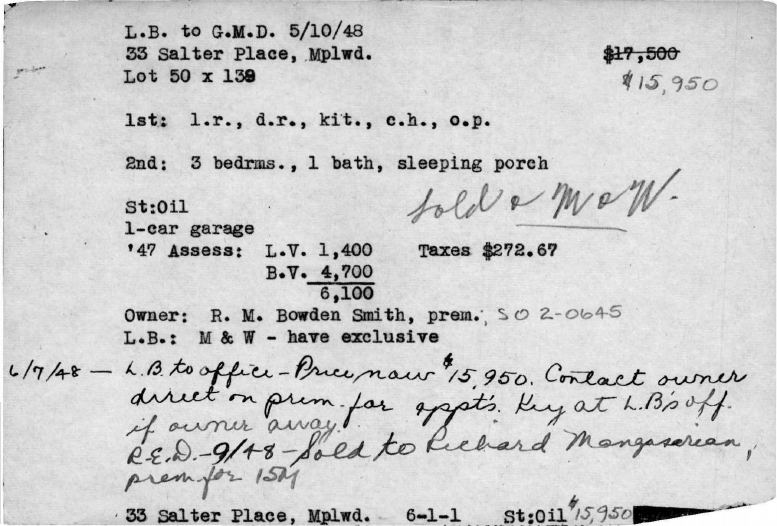 L.B. to G.M.D. 5/10/48
33 Salter Place, Mplwd. $17,500
Lot 50 x 139 $15,950
1st: l.r., d.r., kit., c.h., o.p.
2nd: 3 bedrms., 1 bath, sleeping porch
Sold M & W.
St:Oil
1-car garage
'47 Assess: L.V. 1,400 Taxes $272.67
B.V. 4,700
6,100
Owner: R. M. Bowden Smith, prem., SO 2-0645
L.B.: M & W - have exclusive
6/7/48 — L.B. to office - Price now $15,950. Contact owner
direct on prem. for appt's. Key at L.B's off.
if owner away.
R.E.D. - 9/48 - Sold to Richard Mangasarian,
prem. for 15M
33 Salter Place, Mplwd. 6-1-1 St:Oil $15,950